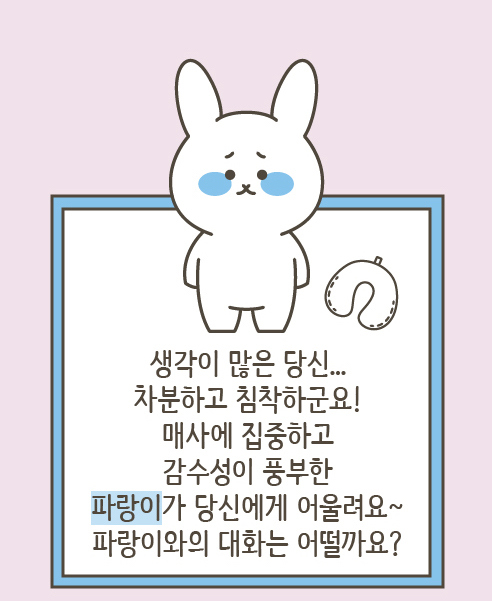 생각이 많은 당신...
차분하고 침착하군요!
매사에 집중하고
감수성이 풍부한
파랑이가 당신에게 어울려요~
파랑이와의 대화는 어떨까요?